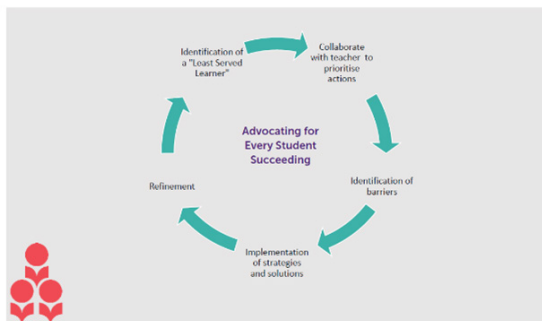 Identification of
a "Least Served
Learner"
Collaborate
with teacher to
prioritise
actions
Advocating for
Every Student
Succeeding
Identification of
barriers
Refinement
Implementation
of strategies
and solutions